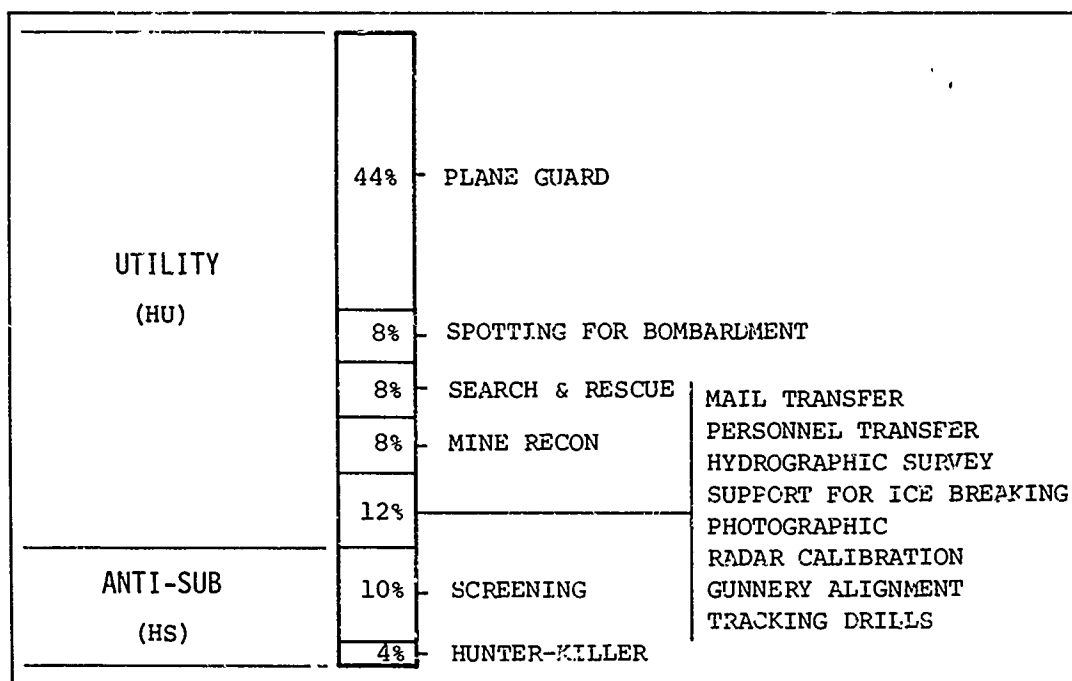 44% PLANE GUARD
UTILITY
(HU)
8% SPOTTING FOR BOMBARDMENT
8% SEARCH & RESCUE
8% MINE RECON
12%
MAIL TRANSFER
PERSONNEL TRANSFER
HYDROGRAPHIC SURVEY
SUPPORT FOR ICE BREAKING
PHOTOGRAPHIC
RADAR CALIBRATION
GUNNERY ALIGNMENT
TRACKING DRILLS
ANTI-SUB
(HS)
10% SCREENING
4% HUNTER-KILLER